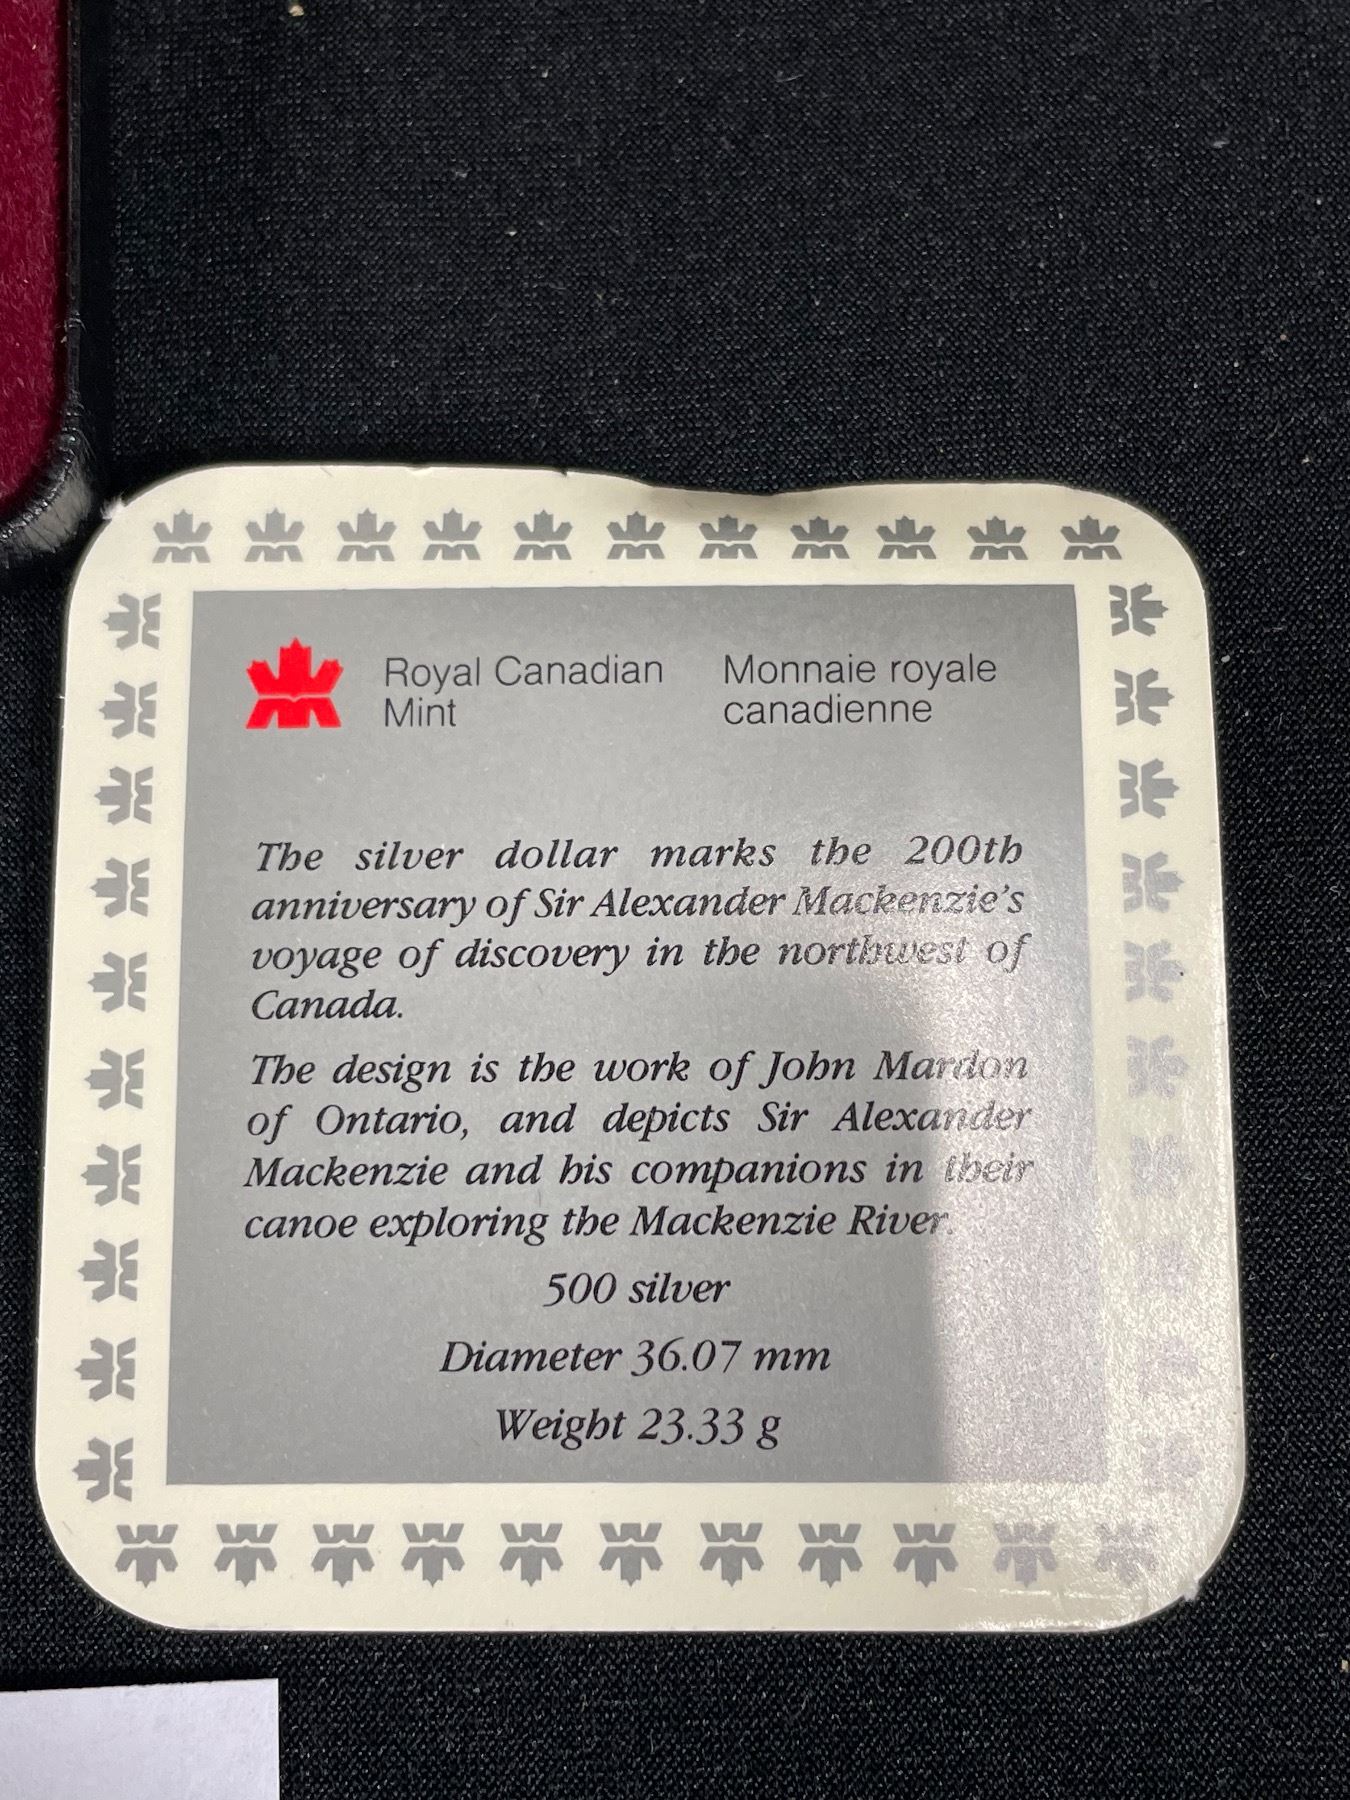 Royal Canadian Mint
Monnaie royale canadienne
The silver dollar marks the 200th
anniversary of Sir Alexander Mackenzie's
voyage of discovery in the northwest of
Canada.
The design is the work of John Mardon
of Ontario, and depicts Sir Alexander
Mackenzie and his companions in their
canoe exploring the Mackenzie River.
500 silver
Diameter 36.07 mm
Weight 23.33 g